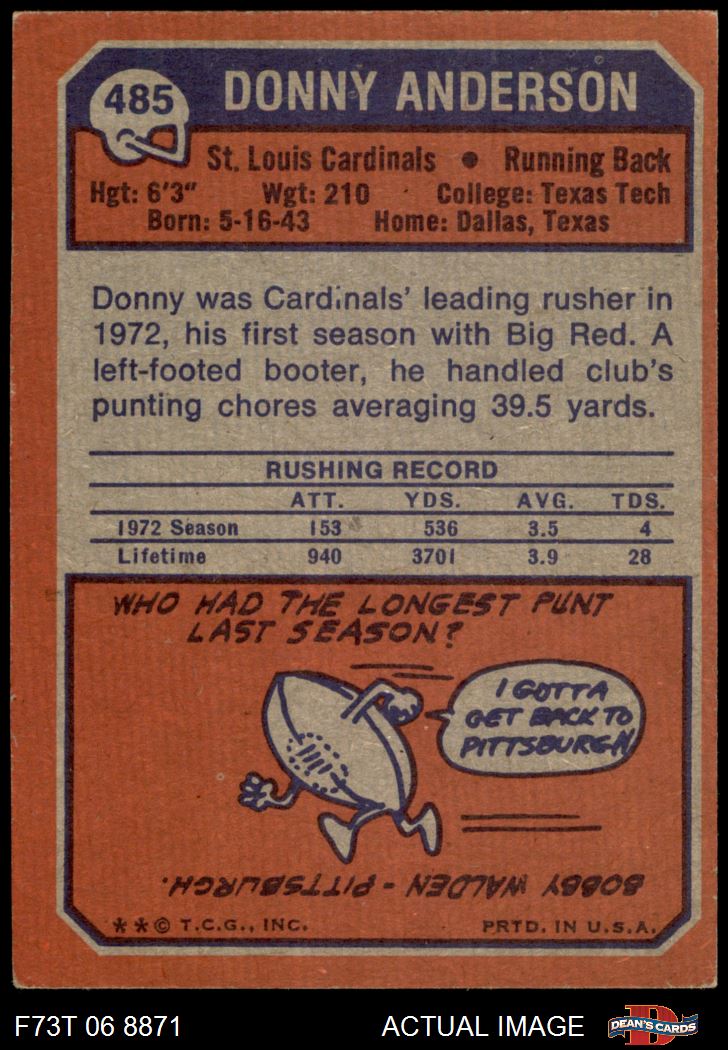 485
DONNY ANDERSON
St. Louis Cardinals • Running Back
Hgt: 6'3" Wgt: 210 College: Texas Tech
Born: 5-16-43 Home: Dallas, Texas
Donny was Cardinals' leading rusher in
1972, his first season with Big Red. A
left-footed booter, he handled club's
punting chores averaging 39.5 yards.
RUSHING RECORD
ATT. YDS. AVG. TDS.
1972 Season 153 536 3.5 4
Lifetime 940 3701 3.9 28
WHO HAD THE LONGEST PUNT
LAST SEASON?
I GOTTA
GET BACK TO
PITTSBURGH
BOBBY WALDEN - PITTSBURGH.
**© T.C.G., INC. PRTD. IN U.S.A.
F73T 06 8871 ACTUAL IMAGE
D
DEAN'S CARDS